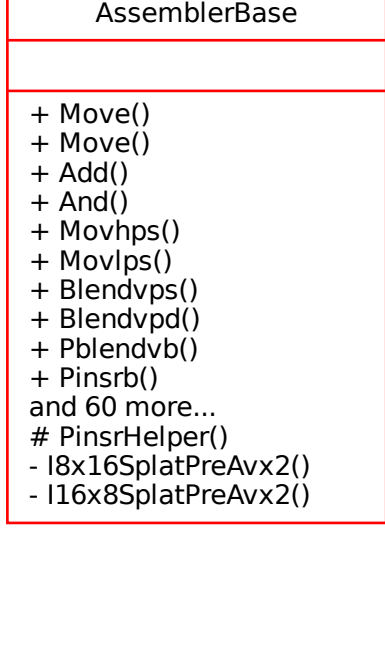 AssemblerBase
+ Move()
+ Move()
+ Add()
+ And()
+ Movhps()
+ Movlps()
+ Blendvps()
+ Blendvpd()
+ Pblendvb()
+ Pinsrb()
and 60 more...
# PinsrHelper()
- I8x16SplatPreAvx2()
- I16x8SplatPreAvx2()